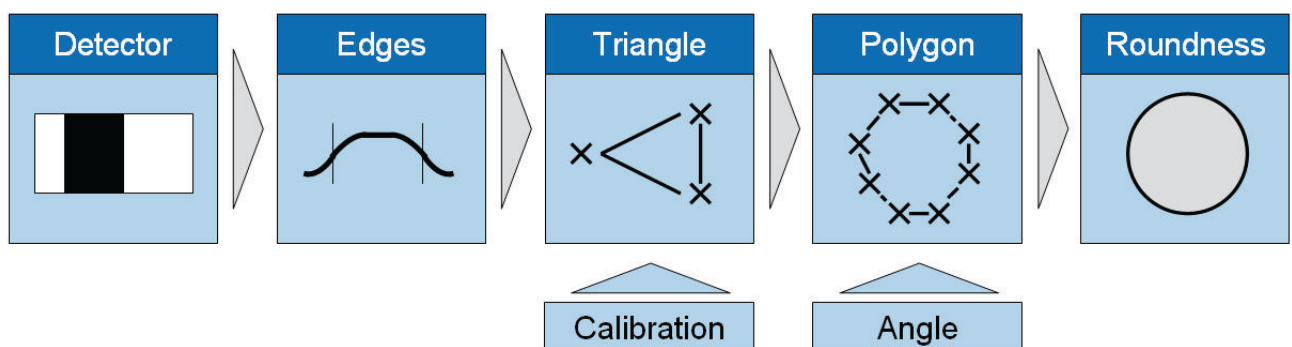 Detector
Edges
Triangle
Polygon
Roundness
Calibration
Angle